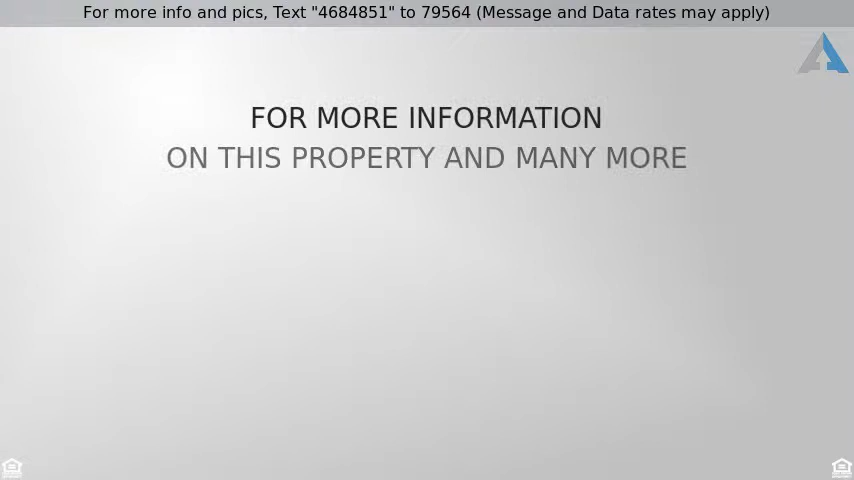 For more info and pics, Text "4684851" to 79564 (Message and Data rates may apply)
FOR MORE INFORMATION
ON THIS PROPERTY AND MANY MORE